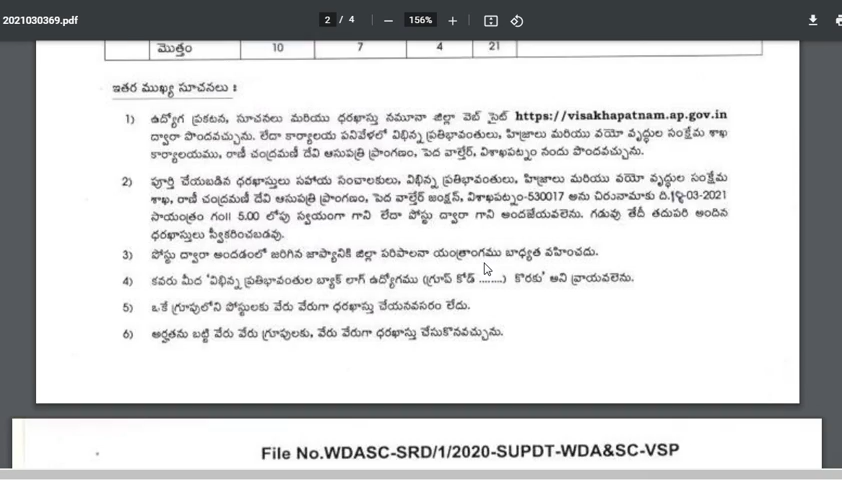 2021030369.pdf
2 / 4
156%
మొత్తం 10 7 4 21
ఇతర ముఖ్య సూచనలు :
1) ఉద్యోగ ప్రకటన, సూచనలు మరియు ధరఖాస్తు నమూనా జిల్లా వెబ్ సైట్ https://visakhapatnam.ap.gov.in
ద్వారా పొందవచ్చును. లేదా కార్యాలయ పనివేళలో విభిన్న ప్రతిభావంతులు, హిజ్రాలు మరియు వయో వృద్ధుల సంక్షేమ శాఖ
కార్యాలయము, రాణీ చంద్రమణీ దేవి ఆసుపత్రి ప్రాంగణం, పెద వాల్తేర్, విశాఖపట్నం నందు పొందవచ్చును.
2) పూర్తి చేయబడిన ధరఖాస్తులు సహాయ సంచాలకులు, విభిన్న ప్రతిభావంతులు, హిజ్రాలు మరియు వయో వృద్ధుల సంక్షేమ
శాఖ, రాణీ చంద్రమణీ దేవి ఆసుపత్రి ప్రాంగణం, పెద వాల్తేర్ జంక్షన్, విశాఖపట్నం-530017 అను చిరునామాకు
సాయంత్రం గం॥ 5.00 లోపు స్వయంగా గాని లేదా పోస్టు ద్వారా గాని అందజేయవలెను. గడువు తేదీ తదుపరి అందిన
ధరఖాస్తులు స్వీకరించబడవు.
3) పోస్టు ద్వారా అందడంలో జరిగిన జాప్యానికి జిల్లా పరిపాలనా యంత్రాంగము బాధ్యత వహించదు.
4) కవరు మీద 'విభిన్న ప్రతిభావంతుల బ్యాక్ లాగ్ ఉద్యోగము (గ్రూప్ కోడ్ ........) కొరకు' అని వ్రాయవలెను.
5) ఒకే గ్రూపులోని పోస్టులకు వేరు వేరుగా ధరఖాస్తు చేయనవసరం లేదు.
6) అర్హతను బట్టి వేరు వేరు గ్రూపులకు, వేరు వేరుగా ధరఖాస్తు చేసుకొనవచ్చును.
File No.WDASC-SRD/1/2020-SUPDT-WDA&SC-VSP